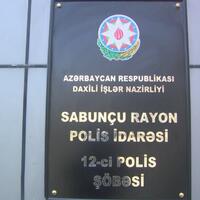 AZƏRBAYCAN RESPUBLİKASI
DAXİLİ İŞLƏR NAZİRLİYİ
SABUNÇU RAYON
POLİS İDARƏSİ
12-ci POLİS
ŞÖBƏSİ